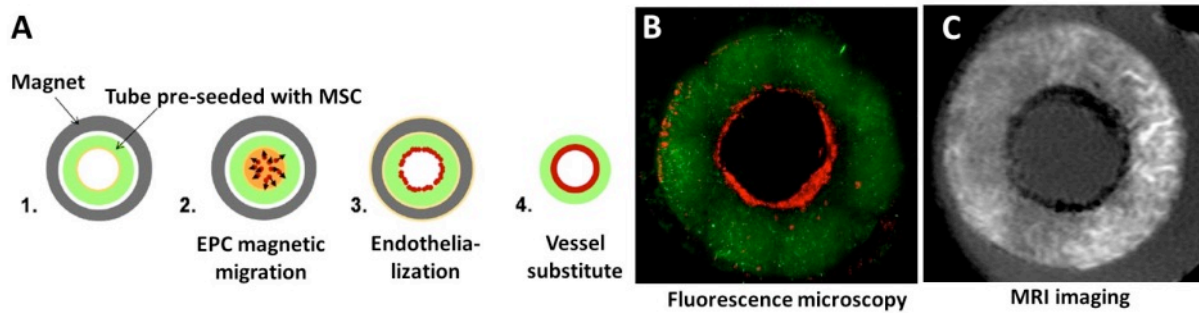 A
Magnet
Tube pre-seeded with MSC
1.
2.
3.
4.
EPC magnetic
migration
Endothelia-
lization
Vessel
substitute
B
Fluorescence microscopy
C
MRI imaging